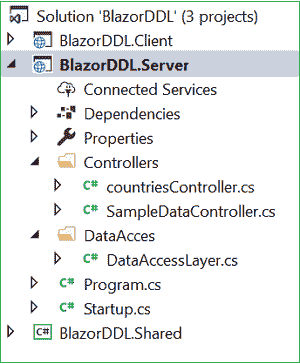 Solution 'BlazorDDL' (3 projects)
BlazorDDL.Client
BlazorDDL.Server
Connected Services
Dependencies
Properties
Controllers
C# countriesController.cs
C# SampleDataController.cs
DataAcces
C# DataAccessLayer.cs
C# Program.cs
C# Startup.cs
C# BlazorDDL.Shared